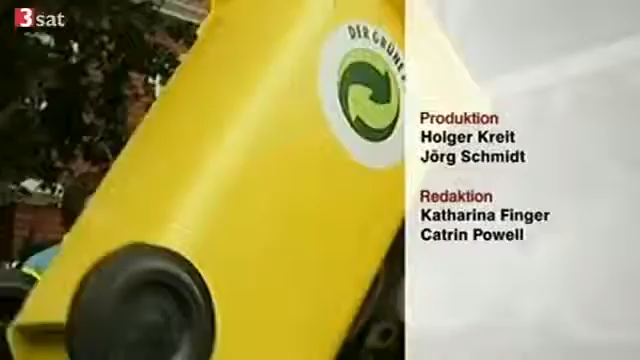 3sat
DER GRÜNE
Produktion
Holger Kreit
Jörg Schmidt
Redaktion
Katharina Finger
Catrin Powell